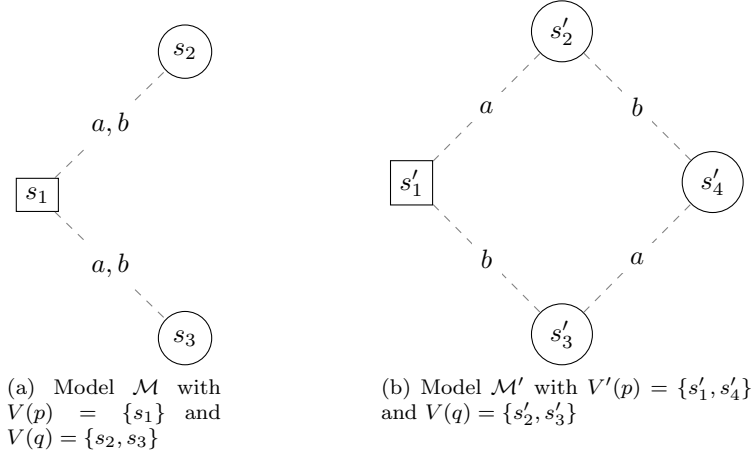 s₂
a, b
s₁
a, b
s₃
(a) Model ℳ with
V(p) = {s₁} and
V(q) = {s₂, s₃}
s′₂
a
b
s′₁
s′₄
b
a
s′₃
(b) Model ℳ′ with V′(p) = {s′₁, s′₄}
and V(q) = {s′₂, s′₃}